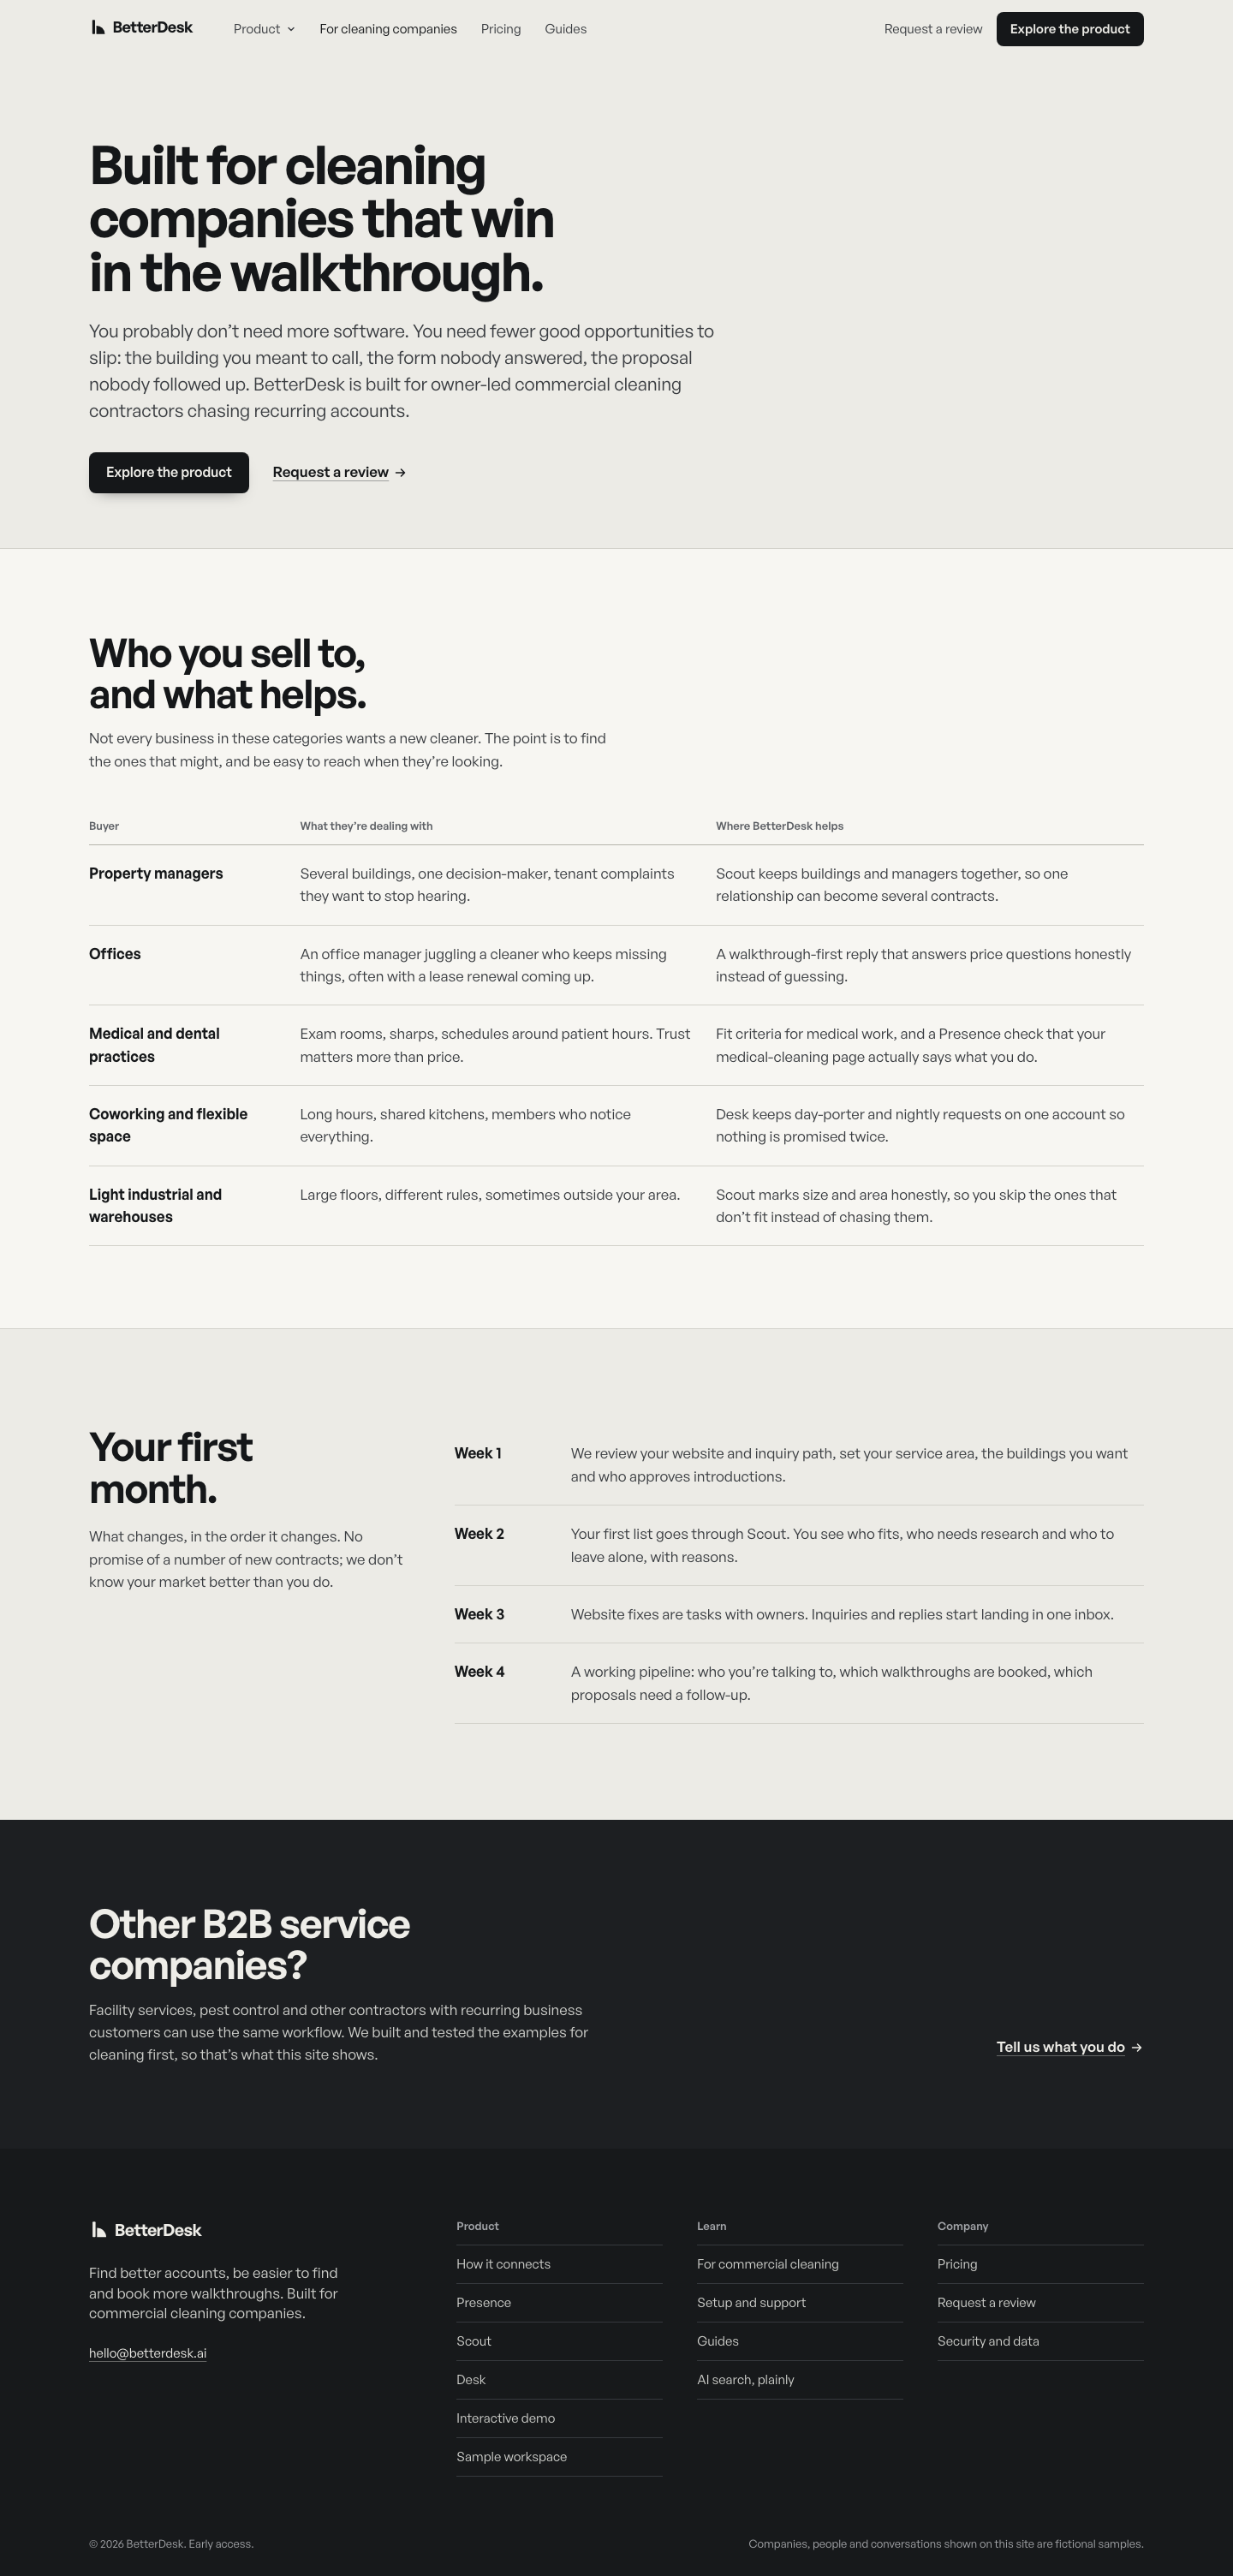 BetterDesk
Product
For cleaning companies
Pricing
Guides
Request a review
Explore the product
Built for cleaning
companies that win
in the walkthrough.
You probably don’t need more software. You need fewer good opportunities to
slip: the building you meant to call, the form nobody answered, the proposal
nobody followed up. BetterDesk is built for owner-led commercial cleaning
contractors chasing recurring accounts.
Explore the product
Request a review →
Who you sell to,
and what helps.
Not every business in these categories wants a new cleaner. The point is to find
the ones that might, and be easy to reach when they’re looking.
Buyer
What they’re dealing with
Where BetterDesk helps
Property managers
Several buildings, one decision-maker, tenant complaints
they want to stop hearing.
Scout keeps buildings and managers together, so one
relationship can become several contracts.
Offices
An office manager juggling a cleaner who keeps missing
things, often with a lease renewal coming up.
A walkthrough-first reply that answers price questions honestly
instead of guessing.
Medical and dental
practices
Exam rooms, sharps, schedules around patient hours. Trust
matters more than price.
Fit criteria for medical work, and a Presence check that your
medical-cleaning page actually says what you do.
Coworking and flexible
space
Long hours, shared kitchens, members who notice
everything.
Desk keeps day-porter and nightly requests on one account so
nothing is promised twice.
Light industrial and
warehouses
Large floors, different rules, sometimes outside your area.
Scout marks size and area honestly, so you skip the ones that
don’t fit instead of chasing them.
Your first
month.
What changes, in the order it changes. No
promise of a number of new contracts; we don’t
know your market better than you do.
Week 1
We review your website and inquiry path, set your service area, the buildings you want
and who approves introductions.
Week 2
Your first list goes through Scout. You see who fits, who needs research and who to
leave alone, with reasons.
Week 3
Website fixes are tasks with owners. Inquiries and replies start landing in one inbox.
Week 4
A working pipeline: who you’re talking to, which walkthroughs are booked, which
proposals need a follow-up.
Other B2B service
companies?
Facility services, pest control and other contractors with recurring business
customers can use the same workflow. We built and tested the examples for
cleaning first, so that’s what this site shows.
Tell us what you do →
BetterDesk
Find better accounts, be easier to find
and book more walkthroughs. Built for
commercial cleaning companies.
hello@betterdesk.ai
Product
How it connects
Presence
Scout
Desk
Interactive demo
Sample workspace
Learn
For commercial cleaning
Setup and support
Guides
AI search, plainly
Company
Pricing
Request a review
Security and data
© 2026 BetterDesk. Early access.
Companies, people and conversations shown on this site are fictional samples.